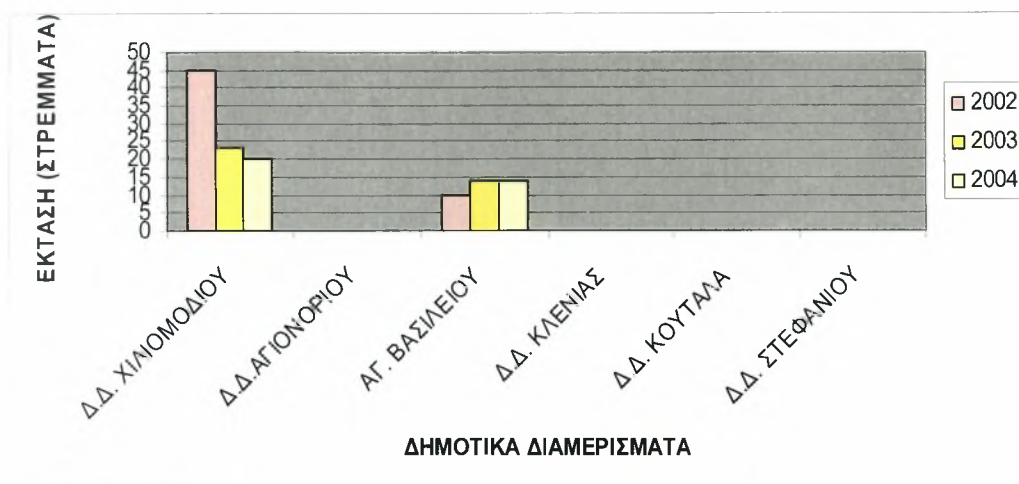 ΕΚΤΑΣΗ (ΣΤΡΕΜΜΑΤΑ)
50
45
40
35
30
25
20
15
10
5
0
2002
2003
2004
Δ.Δ. ΧΙΛΙΟΜΟΔΙΟΥ
Δ.Δ.ΑΓΙΟΝΟΡΙΟΥ
ΑΓ. ΒΑΣΙΛΕΙΟΥ
Δ.Δ. ΚΛΕΝΙΑΣ
Δ.Δ. ΚΟΥΤΑΛΑ
Δ.Δ. ΣΤΕΦΑΝΙΟΥ
ΔΗΜΟΤΙΚΑ ΔΙΑΜΕΡΙΣΜΑΤΑ